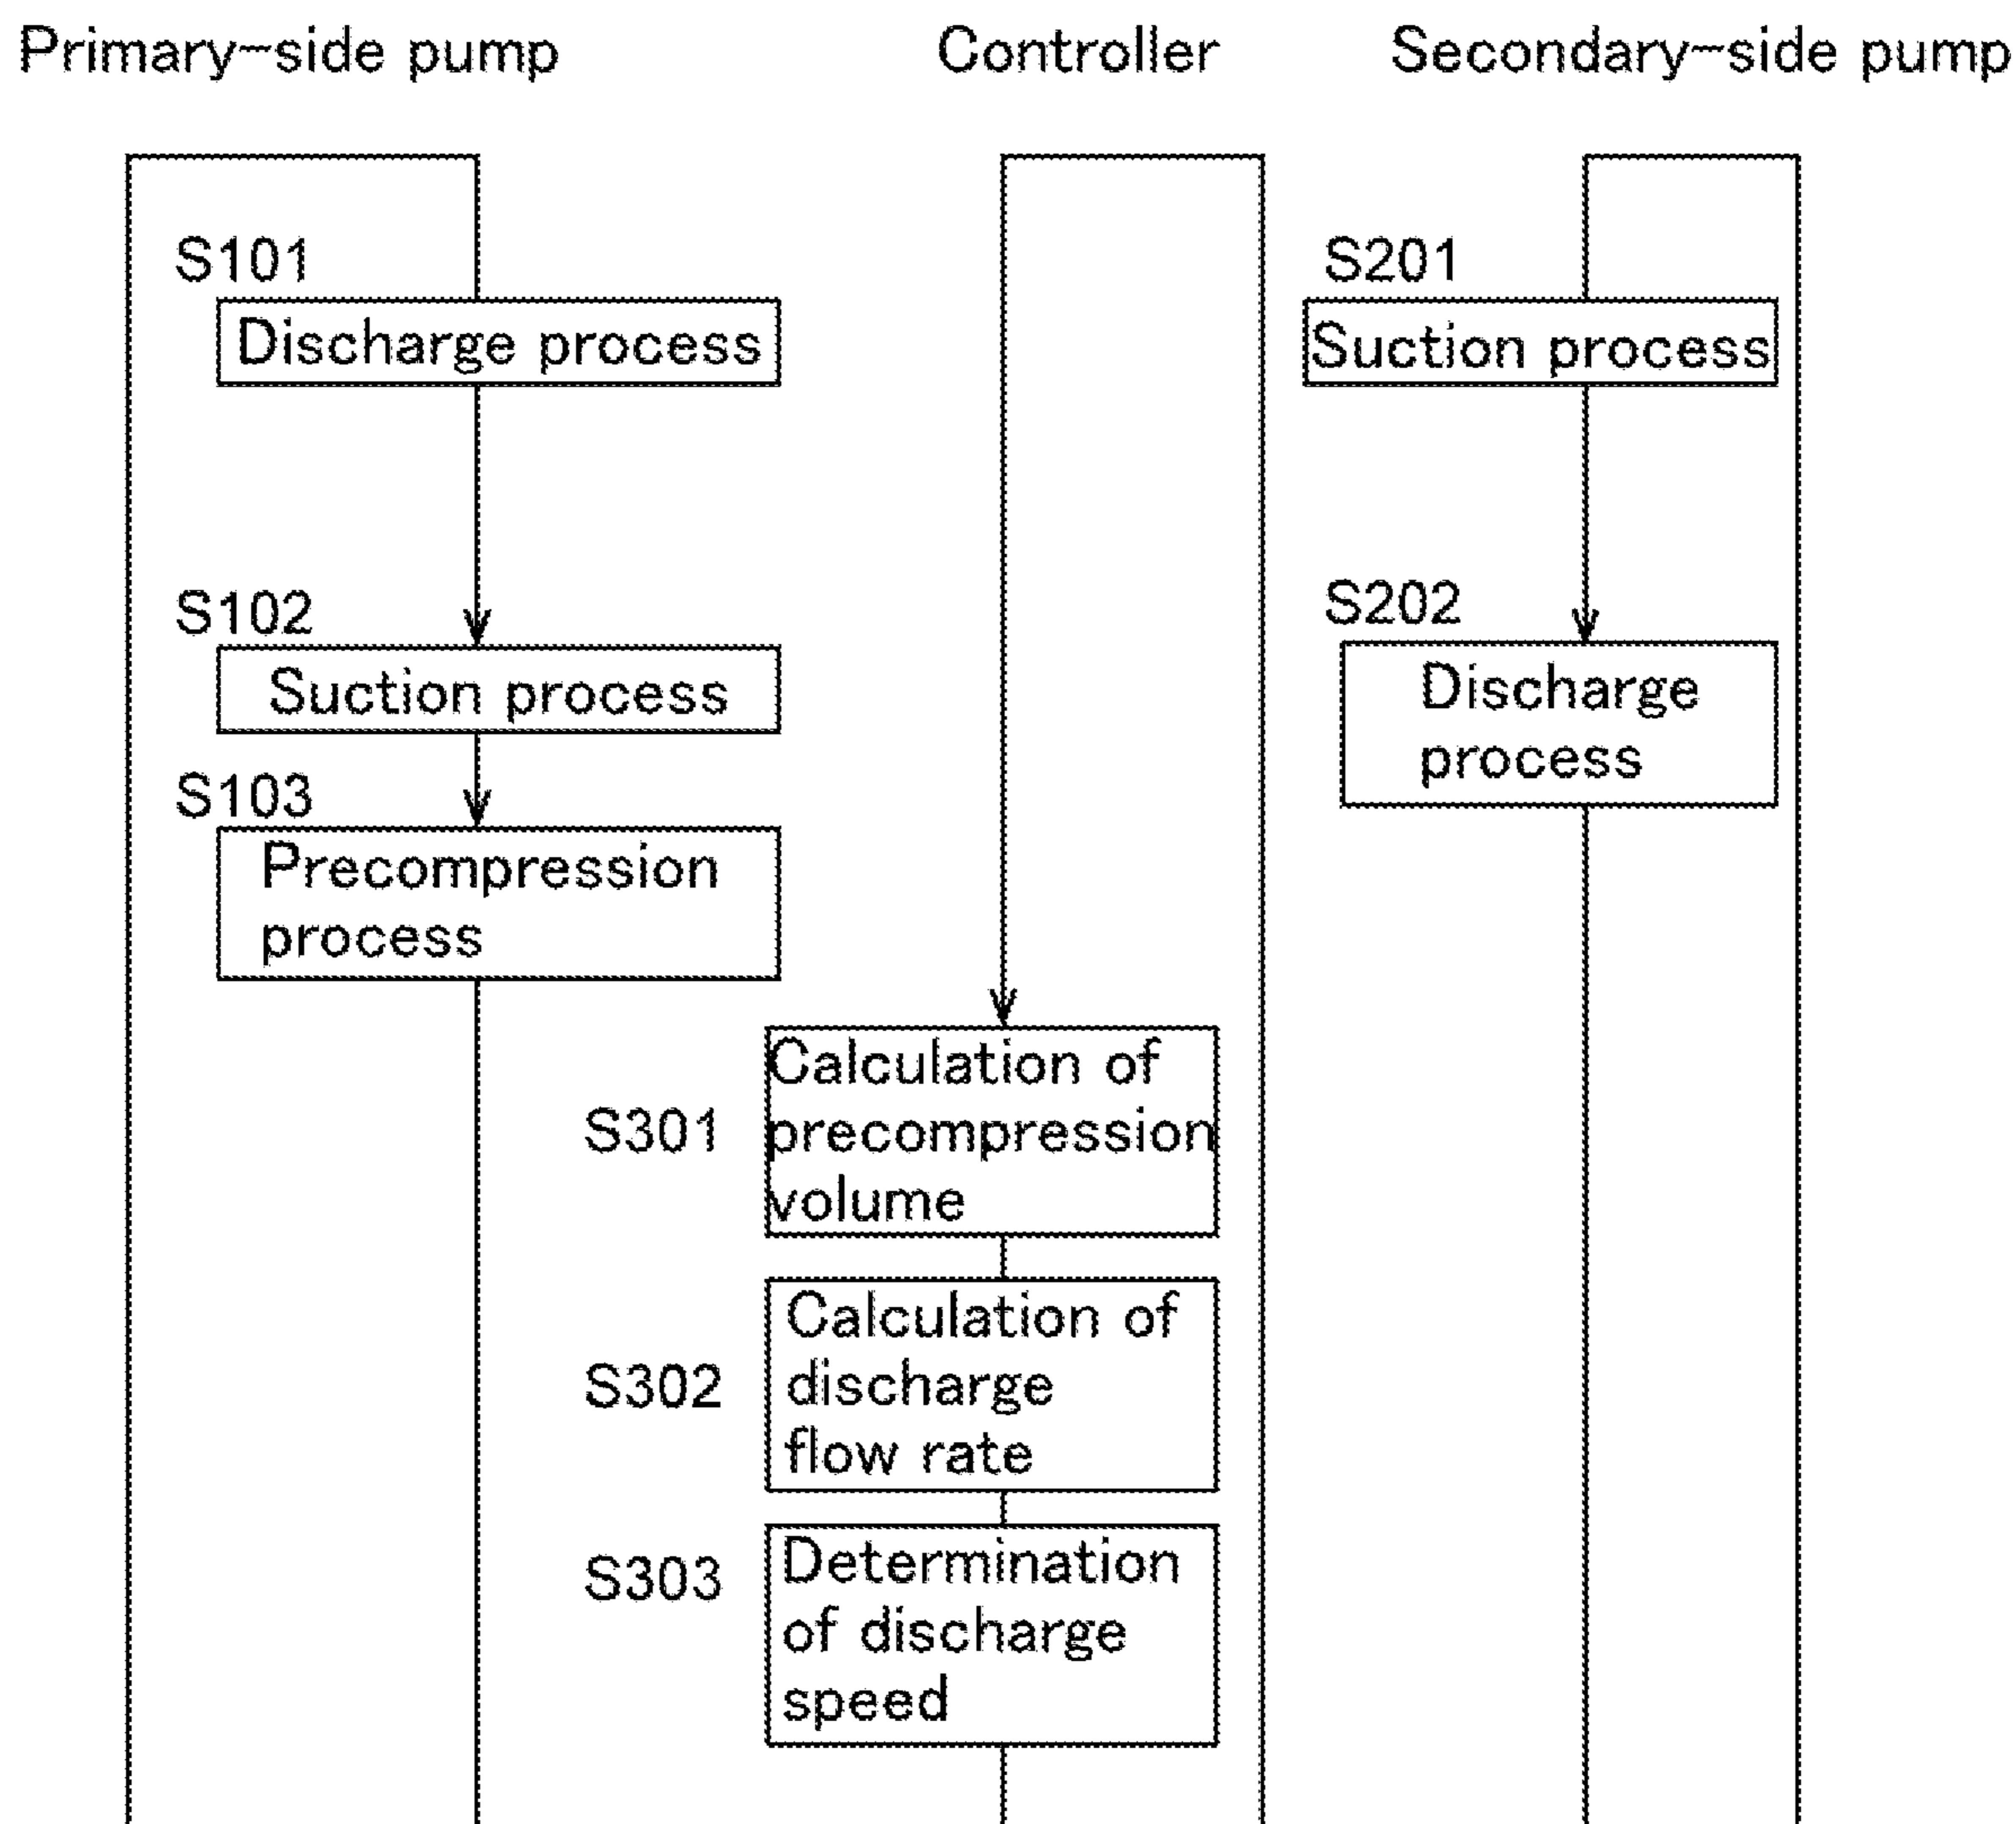 Primary-side pump
Controller
Secondary-side pump
S101
Discharge process
S201
Suction process
S102
Suction process
S202
Discharge
process
S103
Precompression
process
S301
Calculation of
precompression
volume
S302
Calculation of
discharge
flow rate
S303
Determination
of discharge
speed